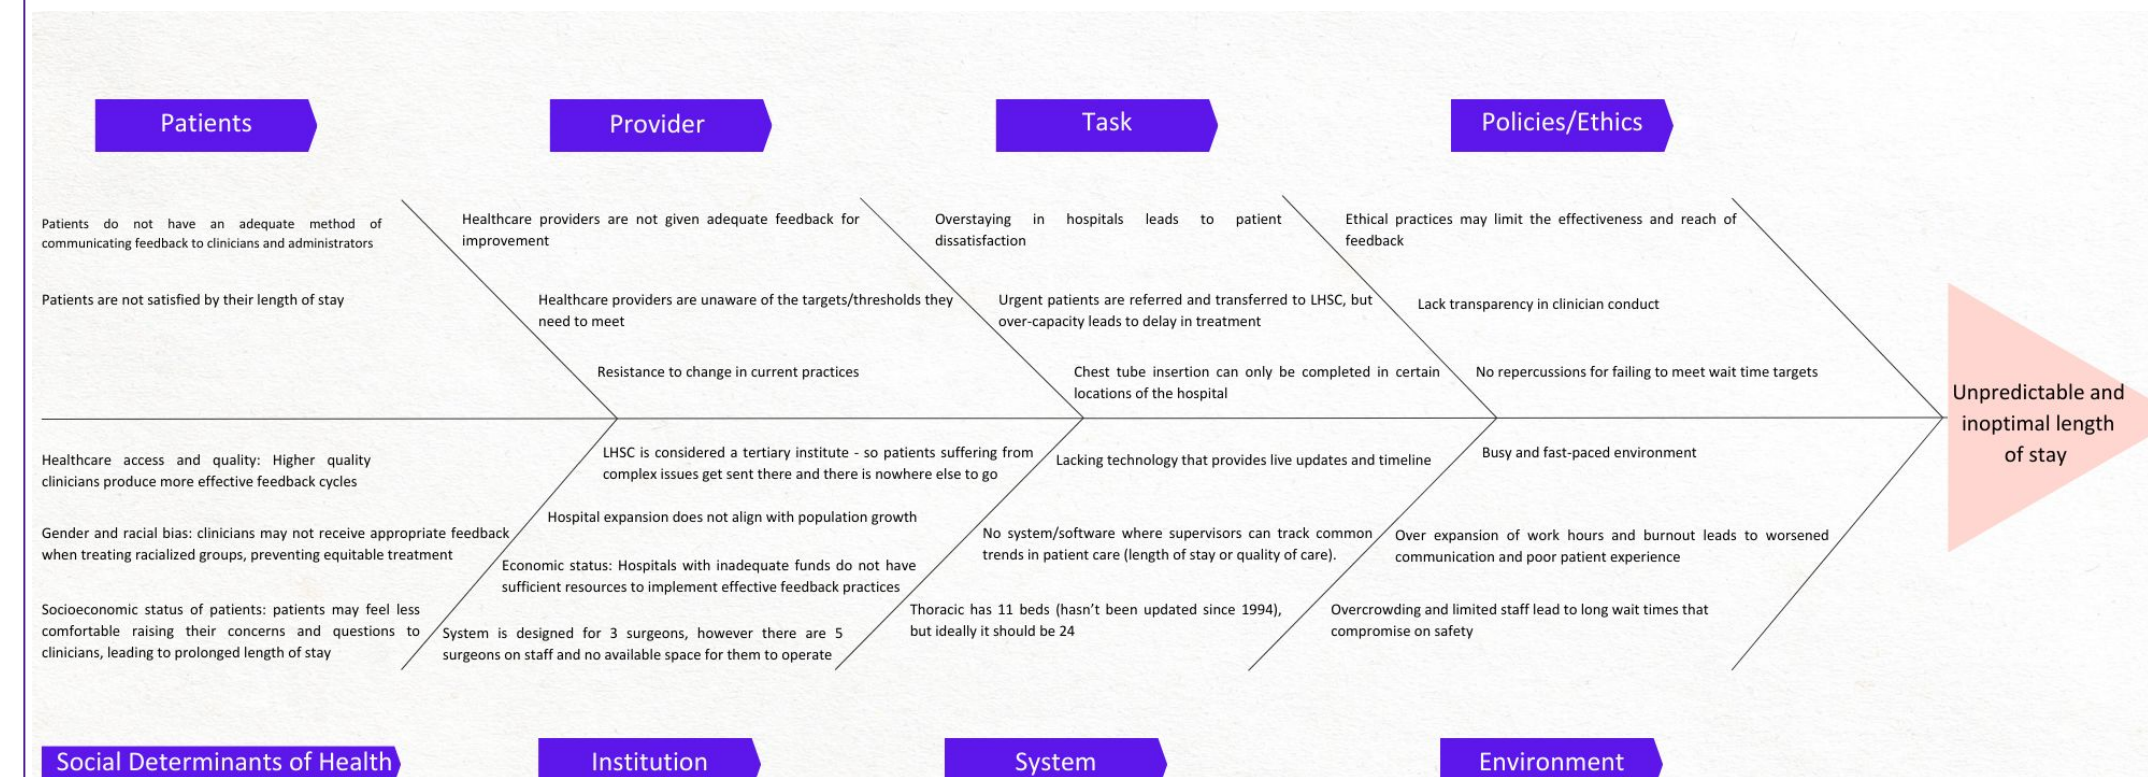 Patients
Provider
Task
Policies/Ethics
Patients do not have an adequate method of
communicating feedback to clinicians and administrators
Patients are not satisfied by their length of stay
Healthcare providers are not given adequate feedback for
improvement
Healthcare providers are unaware of the targets/thresholds they
need to meet
Resistance to change in current practices
Overstaying in hospitals leads to patient
dissatisfaction
Urgent patients are referred and transferred to LHSC, but
over-capacity leads to delay in treatment
Chest tube insertion can only be completed in certain
locations of the hospital
Ethical practices may limit the effectiveness and reach of
feedback
Lack transparency in clinician conduct
No repercussions for failing to meet wait time targets
Unpredictable and
inoptimal length
of stay
Healthcare access and quality: Higher quality
clinicians produce more effective feedback cycles
Gender and racial bias: clinicians may not receive appropriate feedback
when treating racialized groups, preventing equitable treatment
Socioeconomic status of patients: patients may feel less
comfortable raising their concerns and questions to
clinicians, leading to prolonged length of stay
LHSC is considered a tertiary institute - so patients suffering from
complex issues get sent there and there is nowhere else to go
Hospital expansion does not align with population growth
Economic status: Hospitals with inadequate funds do not have
sufficient resources to implement effective feedback practices
System is designed for 3 surgeons, however there are 5
surgeons on staff and no available space for them to operate
Lacking technology that provides live updates and timeline
No system/software where supervisors can track common
trends in patient care (length of stay or quality of care).
Thoracic has 11 beds (hasn't been updated since 1994),
but ideally it should be 24
Busy and fast-paced environment
Over expansion of work hours and burnout leads to worsened
communication and poor patient experience
Overcrowding and limited staff lead to long wait times that
compromise on safety
Social Determinants of Health
Institution
System
Environment